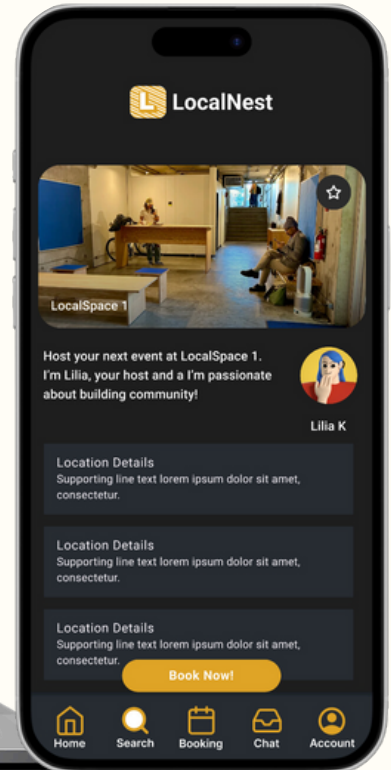 L LocalNest
LocalSpace 1
Host your next event at LocalSpace 1.
I'm Lilia, your host and a I'm passionate
about building community!
Lilia K
Location Details
Supporting line text lorem ipsum dolor sit amet,
consectetur.
Location Details
Supporting line text lorem ipsum dolor sit amet,
consectetur.
Location Details
Supporting line text lorem ipsum dolor sit amet,
consectetur.
Book Now!
Home Search Booking Chat Account